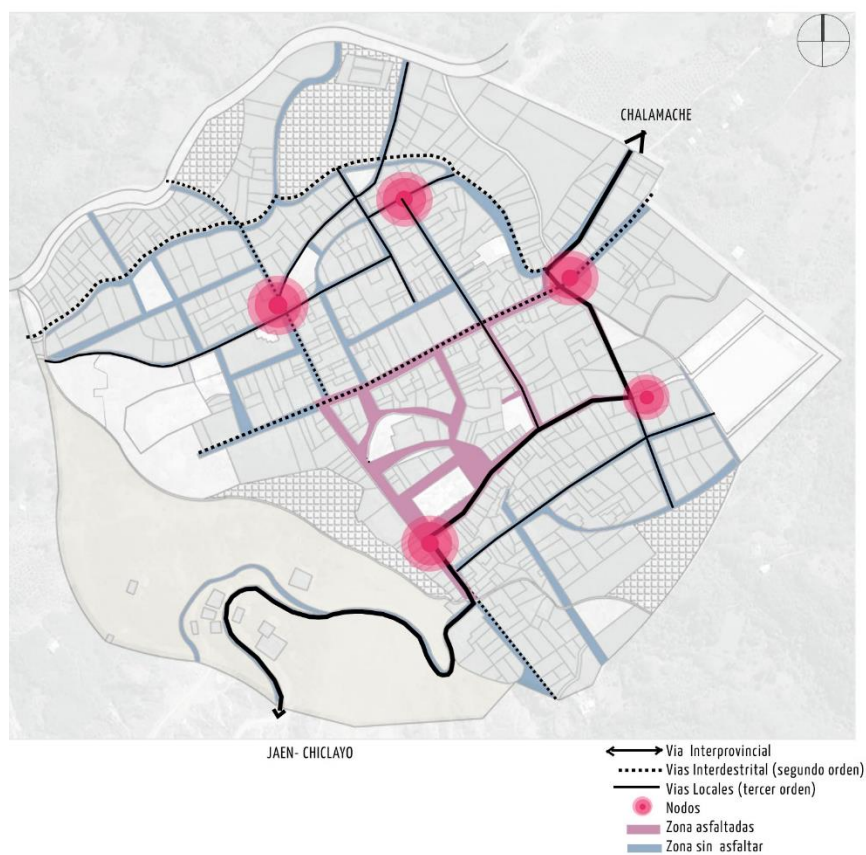 CHALAMACHE
JAEN- CHICLAYO
Via Interprovincial
Vias Interdestrital (segundo orden)
Vias Locales (tercer orden)
Nodos
Zona asfaltadas
Zona sin asfaltar